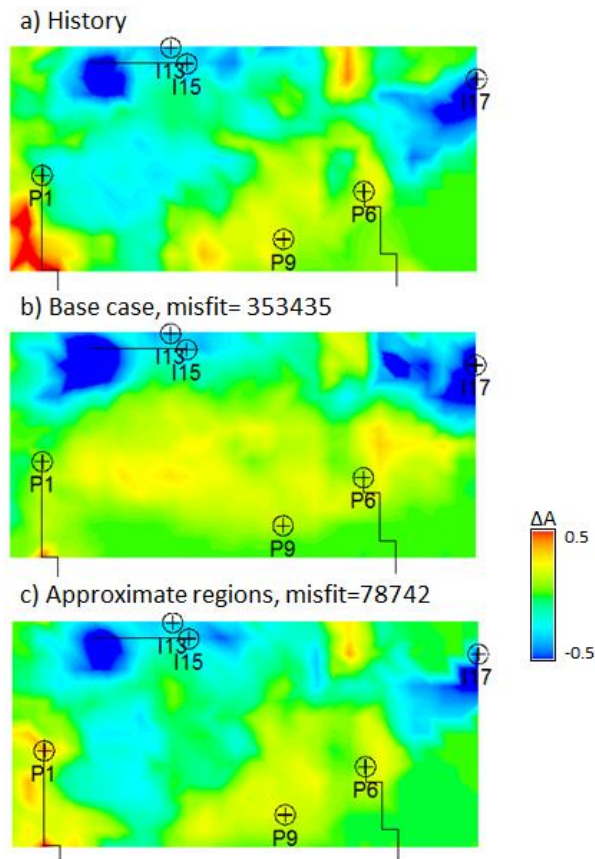 a) History
I13
I15
I17
P1
P6
P9
b) Base case, misfit= 353435
I13
I15
I17
P1
P6
P9
ΔA
0.5
-0.5
c) Approximate regions, misfit=78742
I13
I15
I17
P1
P6
P9